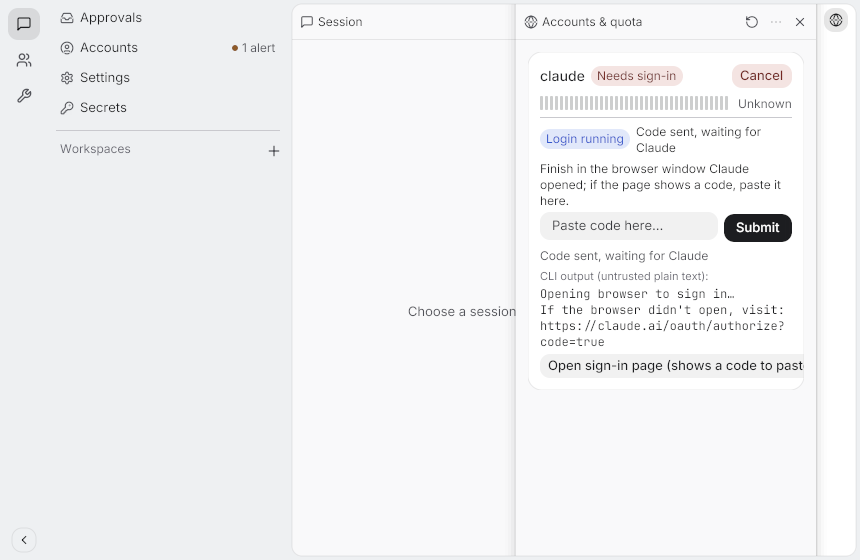 Approvals
Accounts
1 alert
Settings
Secrets
Workspaces
Session
Choose a session
Accounts & quota
claude
Needs sign-in
Cancel
Unknown
Login running
Code sent, waiting for
Claude
Finish in the browser window Claude
opened; if the page shows a code, paste it
here.
Paste code here...
Submit
Code sent, waiting for Claude
CLI output (untrusted plain text):
Opening browser to sign in…
If the browser didn't open, visit:
https://claude.ai/oauth/authorize?
code=true
Open sign-in page (shows a code to paste